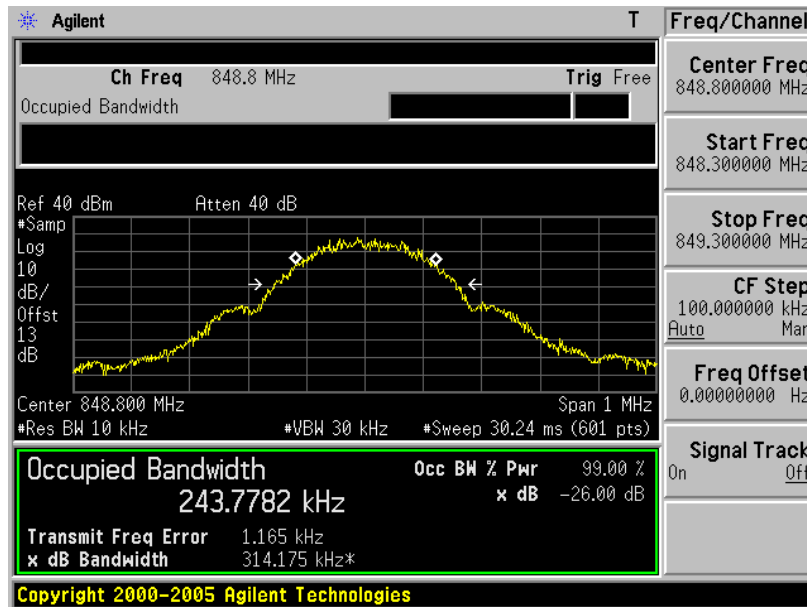 Agilent T Freq/Channel
Ch Freq 848.8 MHz Trig Free
Occupied Bandwidth
Center Freq
848.800000 MHz
Start Freq
848.300000 MHz
Stop Freq
849.300000 MHz
CF Step
100.000000 kHz
Auto Man
Freq Offset
0.00000000 Hz
Signal Track
On Off
Ref 40 dBm Atten 40 dB
#Samp
Log
10
dB/
Offst
13
dB
Center 848.800 MHz Span 1 MHz
#Res BW 10 kHz #VBW 30 kHz #Sweep 30.24 ms (601 pts)
Occupied Bandwidth Occ BW % Pwr 99.00 %
243.7782 kHz x dB -26.00 dB
Transmit Freq Error 1.165 kHz
x dB Bandwidth 314.175 kHz*
Copyright 2000-2005 Agilent Technologies